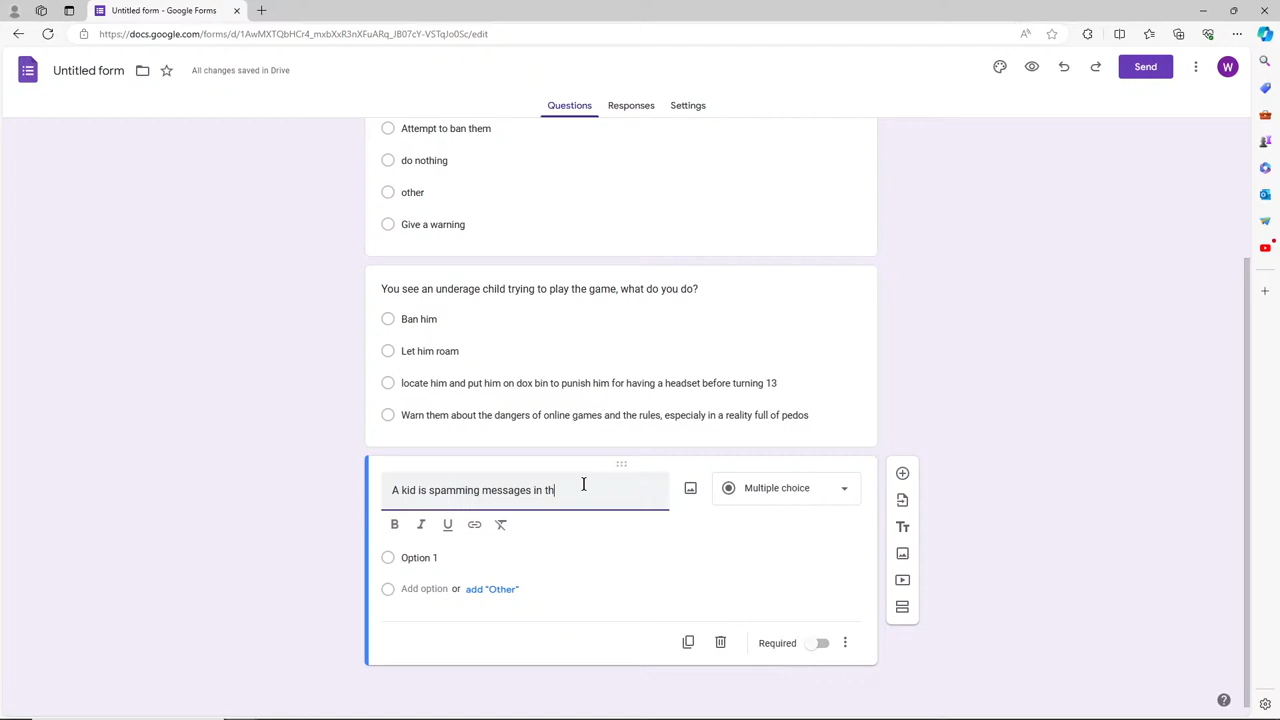 Untitled form - Google Forms
https://docs.google.com/forms/d/1AwMXTQbHCr4_mxbXxR3nXFuARq_JB07cY-VSTqJo0Sc/edit
Untitled form
All changes saved in Drive
Send
W
Questions Responses Settings
Attempt to ban them
do nothing
other
Give a warning
You see an underage child trying to play the game, what do you do?
Ban him
Let him roam
locate him and put him on dox bin to punish him for having a headset before turning 13
Warn them about the dangers of online games and the rules, especialy in a reality full of pedos
A kid is spamming messages in th
Multiple choice
B I U
Option 1
Add option or add "Other"
Required
Tt